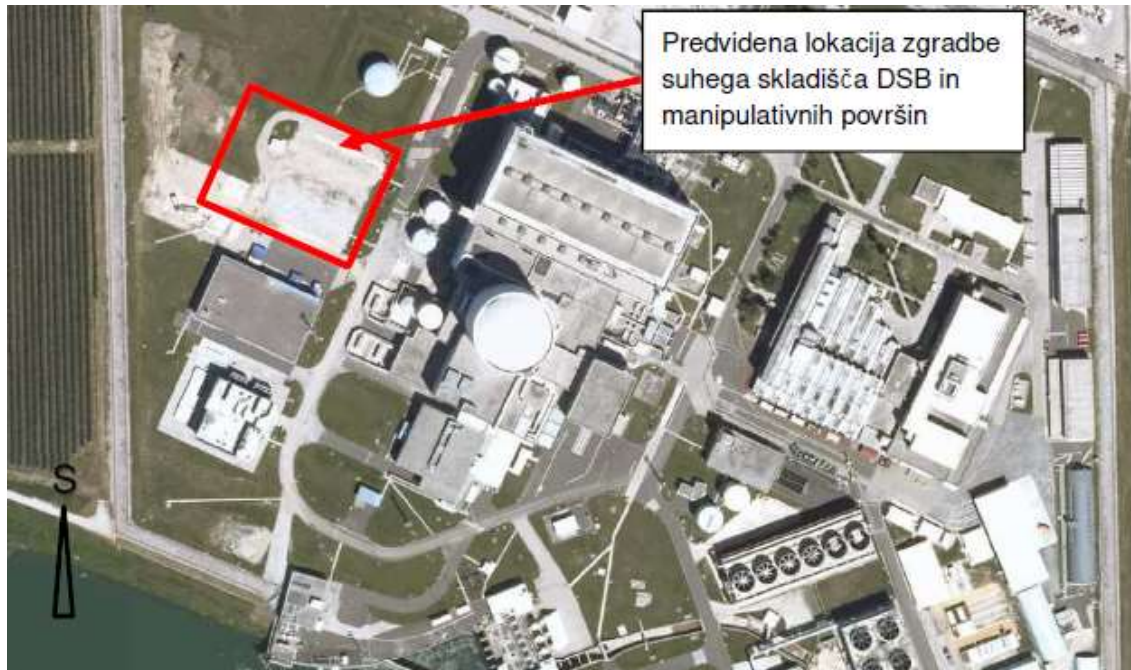 Predvidena lokacija zgradbe
suhega skladišča DSB in
manipulativnih površin
S